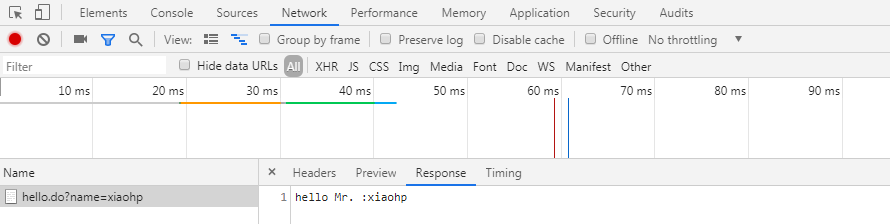 Elements Console Sources Network Performance Memory Application Security Audits
View: Group by frame Preserve log Disable cache Offline No throttling
Filter Hide data URLs All XHR JS CSS Img Media Font Doc WS Manifest Other
10 ms 20 ms 30 ms 40 ms 50 ms 60 ms 70 ms 80 ms 90 ms
Name × Headers Preview Response Timing
hello.do?name=xiaohp 1 hello Mr. :xiaohp